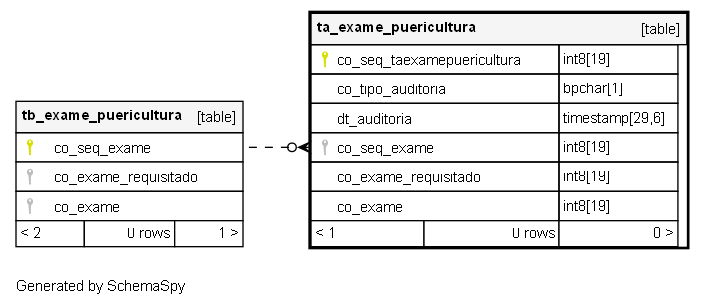 ta_exame_puericultura [table]
co_seq_taexamepuericultura int8[19]
co_tipo_auditoria bpchar[1]
dt_auditoria timestamp[29,6]
co_seq_exame int8[19]
co_exame_requisitado int8[19]
co_exame int8[19]
< 1 0 rows 0 >
tb_exame_puericultura [table]
co_seq_exame
co_exame_requisitado
co_exame
< 2 0 rows 1 >
Generated by SchemaSpy